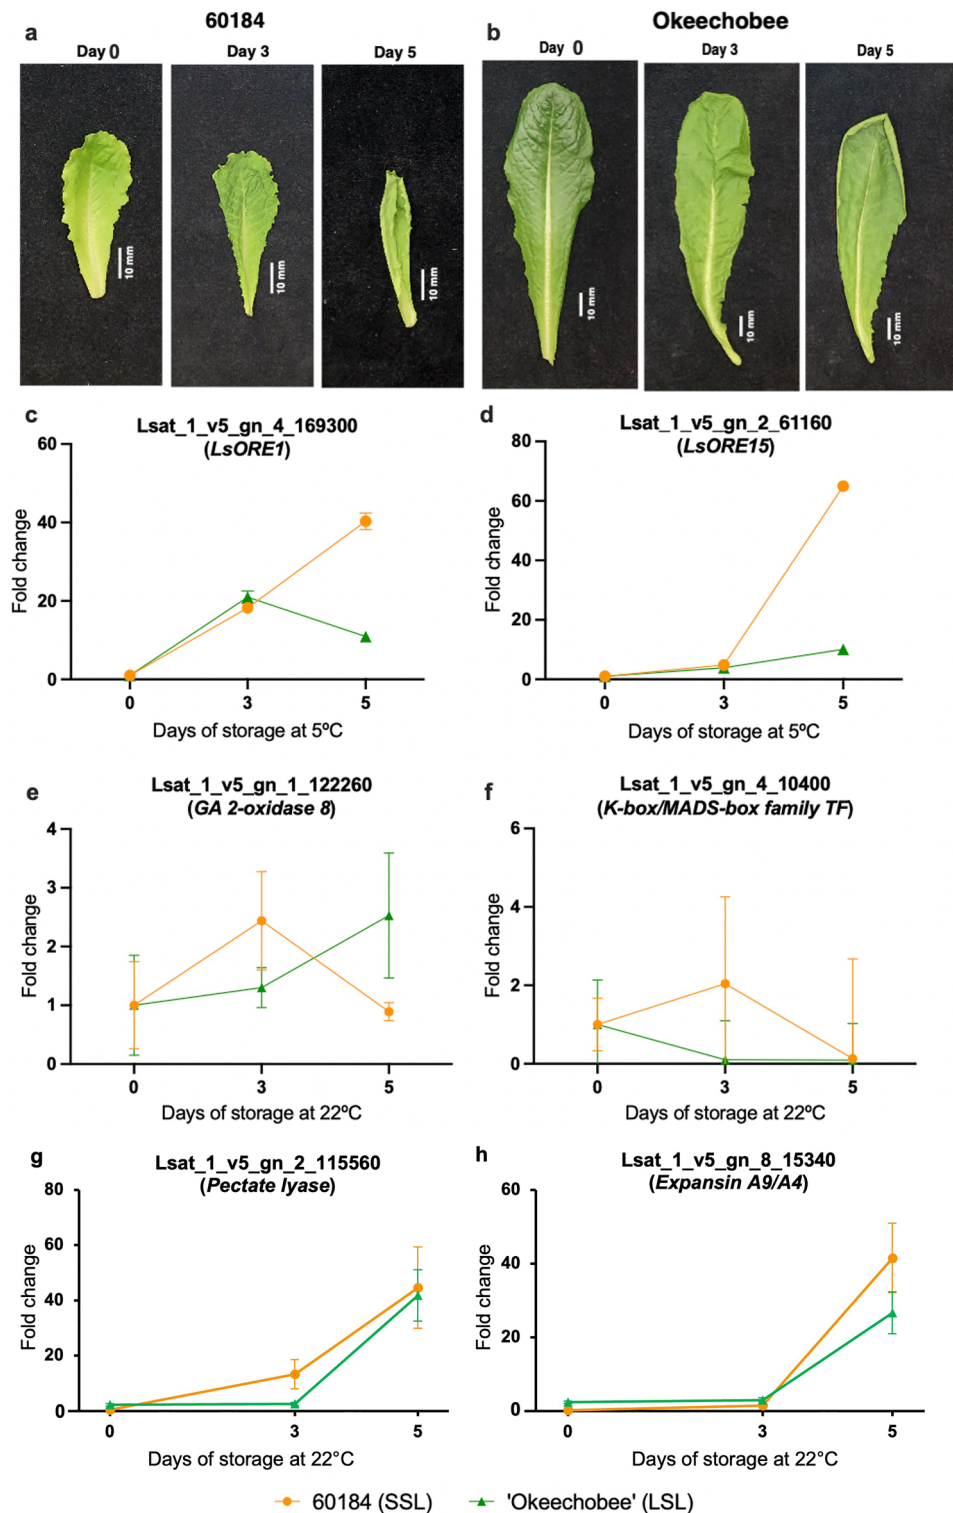 60184
Okeechobee
a
b
Day 0
Day 3
Day 5
Day 0
Day 3
Day 5
10 mm
10 mm
10 mm
10 mm
10 mm
10 mm
c
Lsat_1_v5_gn_4_169300
(LsORE1)
Fold change
60
40
20
0
0 3 5
Days of storage at 5ºC
d
Lsat_1_v5_gn_2_61160
(LsORE15)
Fold change
80
60
40
20
0
0 3 5
Days of storage at 5ºC
e
Lsat_1_v5_gn_1_122260
(GA 2-oxidase 8)
Fold change
4
3
2
1
0
0 3 5
Days of storage at 22ºC
f
Lsat_1_v5_gn_4_10400
(K-box/MADS-box family TF)
Fold change
6
4
2
0
0 3 5
Days of storage at 22ºC
g
Lsat_1_v5_gn_2_115560
(Pectate lyase)
Fold change
80
60
40
20
0
0 3 5
Days of storage at 22°C
h
Lsat_1_v5_gn_8_15340
(Expansin A9/A4)
Fold change
60
40
20
0
0 3 5
Days of storage at 22°C
60184 (SSL)
'Okeechobee' (LSL)